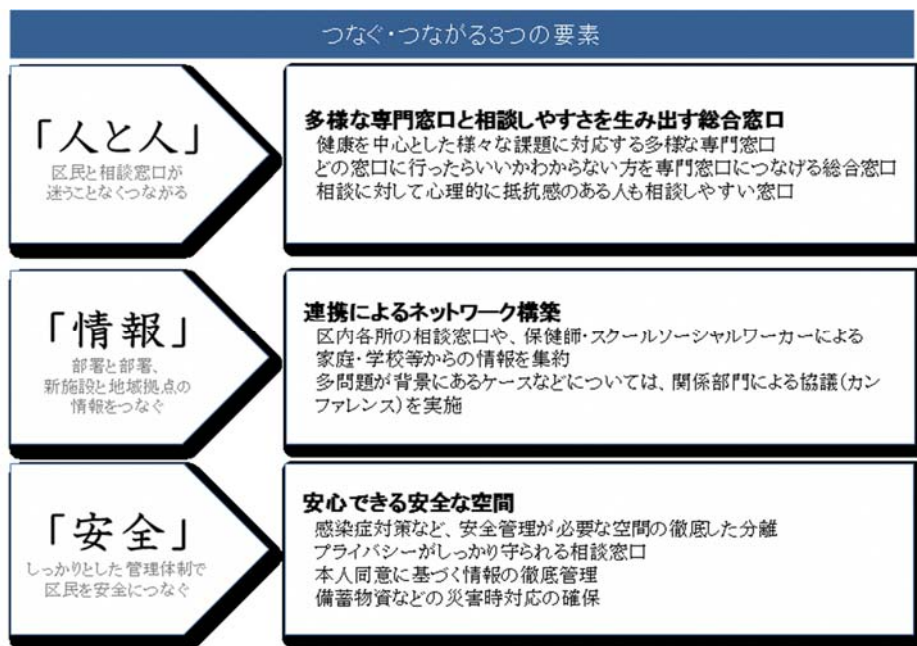 つなぐ・つながる3つの要素
「人と人」
区民と相談窓口が
迷うことなくつながる
多様な専門窓口と相談しやすさを生み出す総合窓口
健康を中心とした様々な課題に対応する多様な専門窓口
どの窓口に行ったらいいかわからない方を専門窓口につなげる総合窓口
相談に対して心理的に抵抗感のある人も相談しやすい窓口
「情報」
部署と部署、
新施設と地域拠点の
情報をつなぐ
連携によるネットワーク構築
区内各所の相談窓口や、保健師・スクールソーシャルワーカーによる
家庭・学校等からの情報を集約
多問題が背景にあるケースなどについては、関係部門による協議(カン
ファレンス)を実施
「安全」
しっかりとした管理体制で
区民を安全につなぐ
安心できる安全な空間
感染症対策など、安全管理が必要な空間の徹底した分離
プライバシーがしっかり守られる相談窓口
本人同意に基づく情報の徹底管理
備蓄物資などの災害時対応の確保